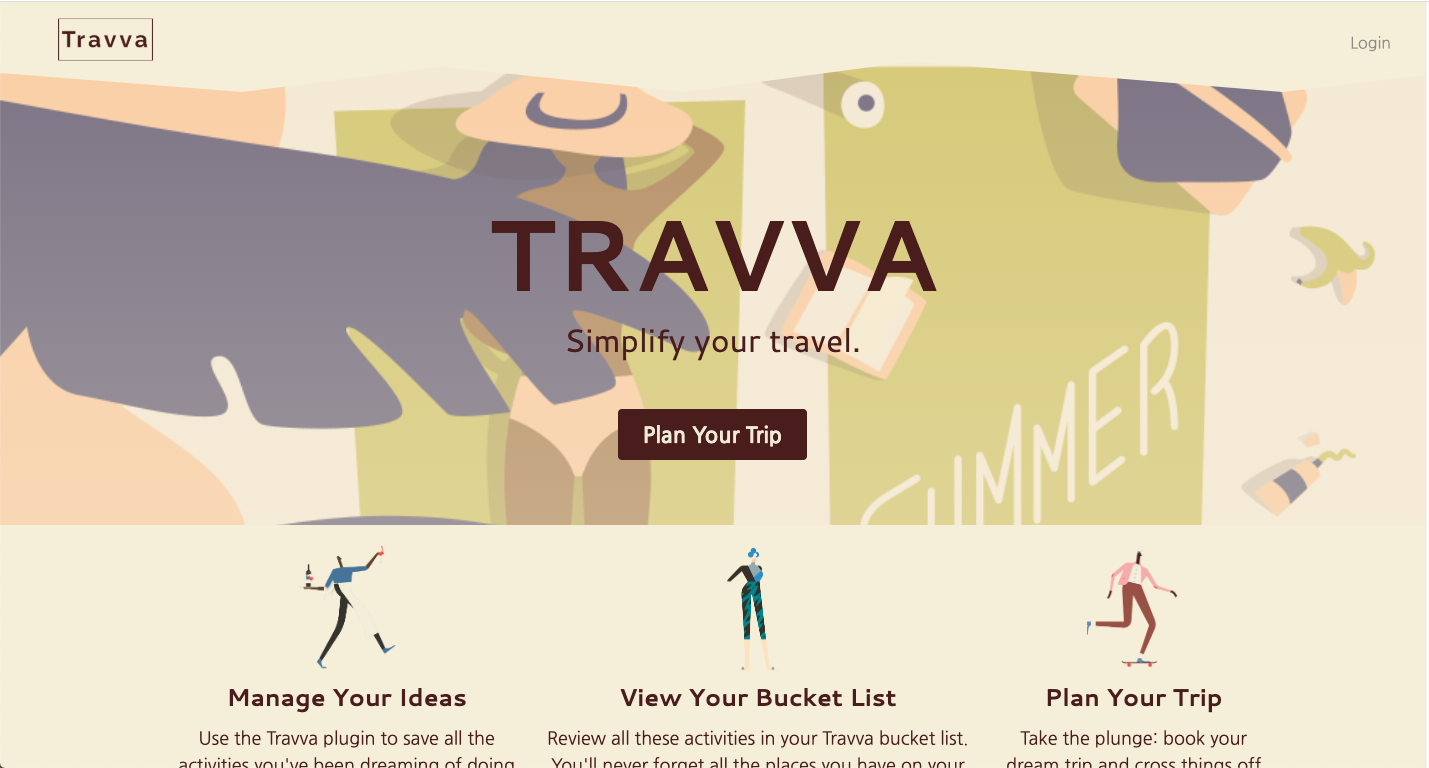 Travva
Login
TRAVVA
Simplify your travel.
Plan Your Trip
SUMMER
Manage Your Ideas
View Your Bucket List
Plan Your Trip
Use the Travva plugin to save all the
activities you've been dreaming of doing
Review all these activities in your Travva bucket list.
You'll never forget all the places you have on your
Take the plunge: book your
dream trip and cross things off